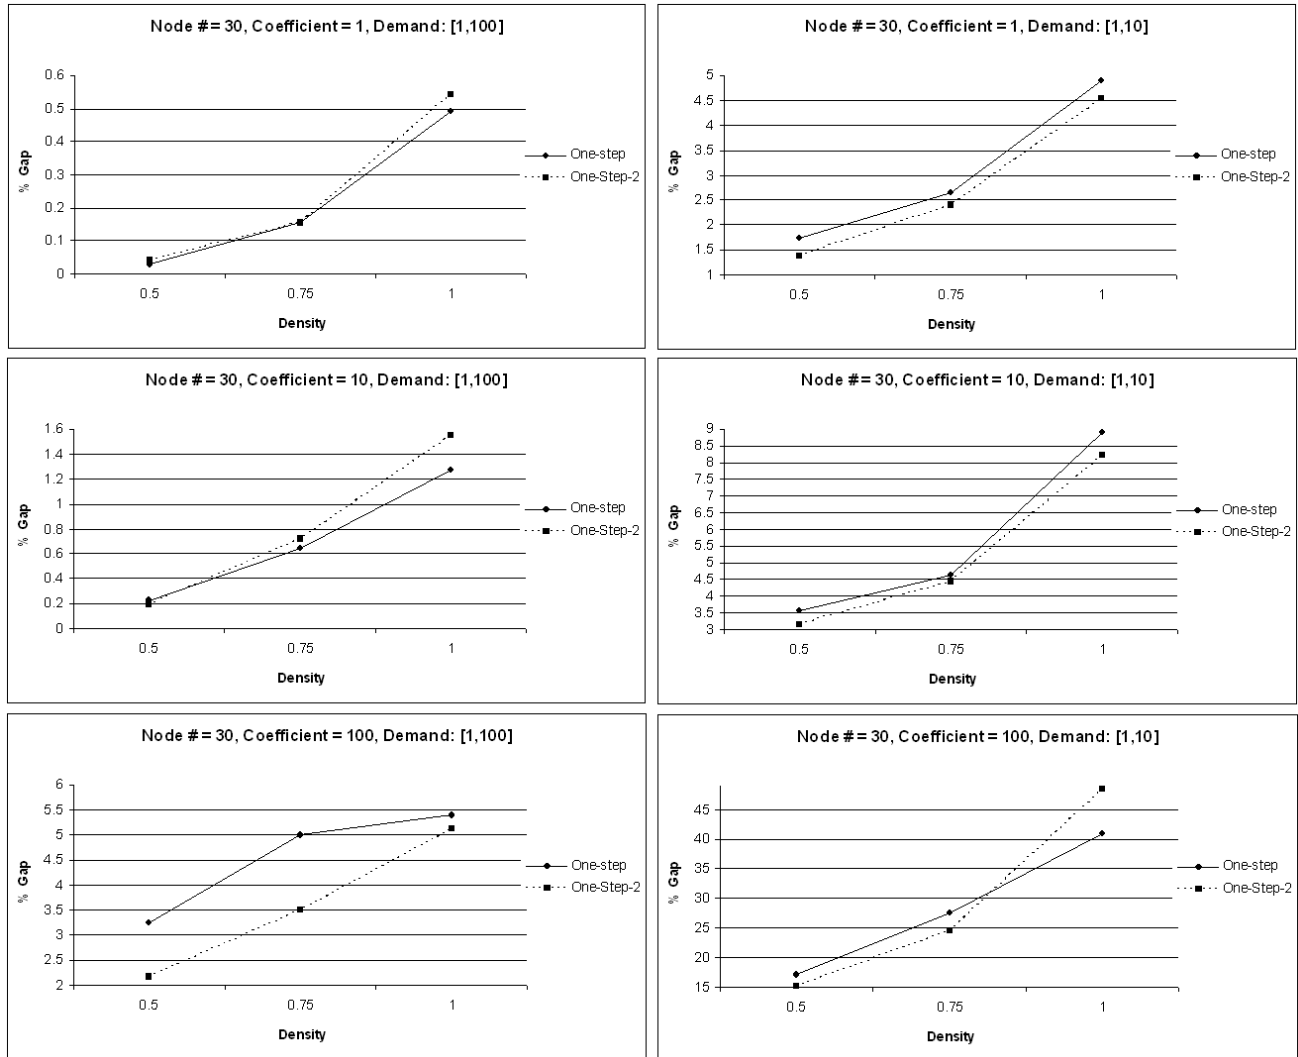 Node # = 30, Coefficient = 1, Demand: [1,100]
0.6
0.5
0.4
0.3
0.2
0.1
0
% Gap
0.5 0.75 1
Density
One-step
One-Step-2
Node # = 30, Coefficient = 1, Demand: [1,10]
5
4.5
4
3.5
3
2.5
2
1.5
1
% Gap
0.5 0.75 1
Density
One-step
One-Step-2
Node # = 30, Coefficient = 10, Demand: [1,100]
1.6
1.4
1.2
1
0.8
0.6
0.4
0.2
0
% Gap
0.5 0.75 1
Density
One-step
One-Step-2
Node # = 30, Coefficient = 10, Demand: [1,10]
9
8.5
8
7.5
7
6.5
6
5.5
5
4.5
4
3.5
3
% Gap
0.5 0.75 1
Density
One-step
One-Step-2
Node # = 30, Coefficient = 100, Demand: [1,100]
6
5.5
5
4.5
4
3.5
3
2.5
2
% Gap
0.5 0.75 1
Density
One-step
One-Step-2
Node # = 30, Coefficient = 100, Demand: [1,10]
45
40
35
30
25
20
15
% Gap
0.5 0.75 1
Density
One-step
One-Step-2